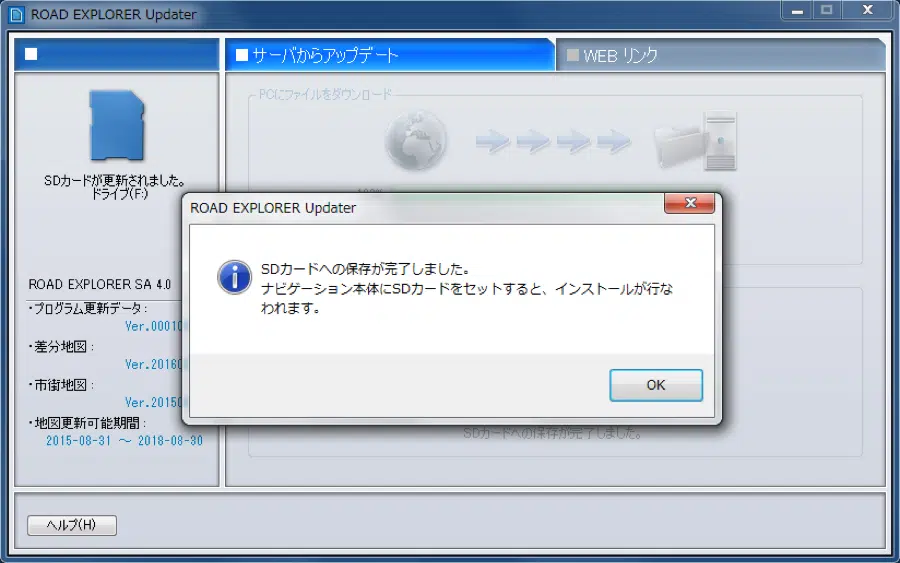 ROAD EXPLORER Updater
サーバからアップデート
WEB リンク
PCにファイルをダウンロード
SDカードが更新されました。
ドライブ(F:)
100%
ROAD EXPLORER Updater
SDカードへの保存が完了しました。
ナビゲーション本体にSDカードをセットすると、インストールが行な
われます。
OK
ROAD EXPLORER SA 4.0
・プログラム更新データ:
Ver.00010
・差分地図:
Ver.2016
・市街地図:
Ver.2015
・地図更新可能期間:
2015-08-31 ～ 2018-08-30
SDカードへの保存が完了しました。
ヘルプ(H)